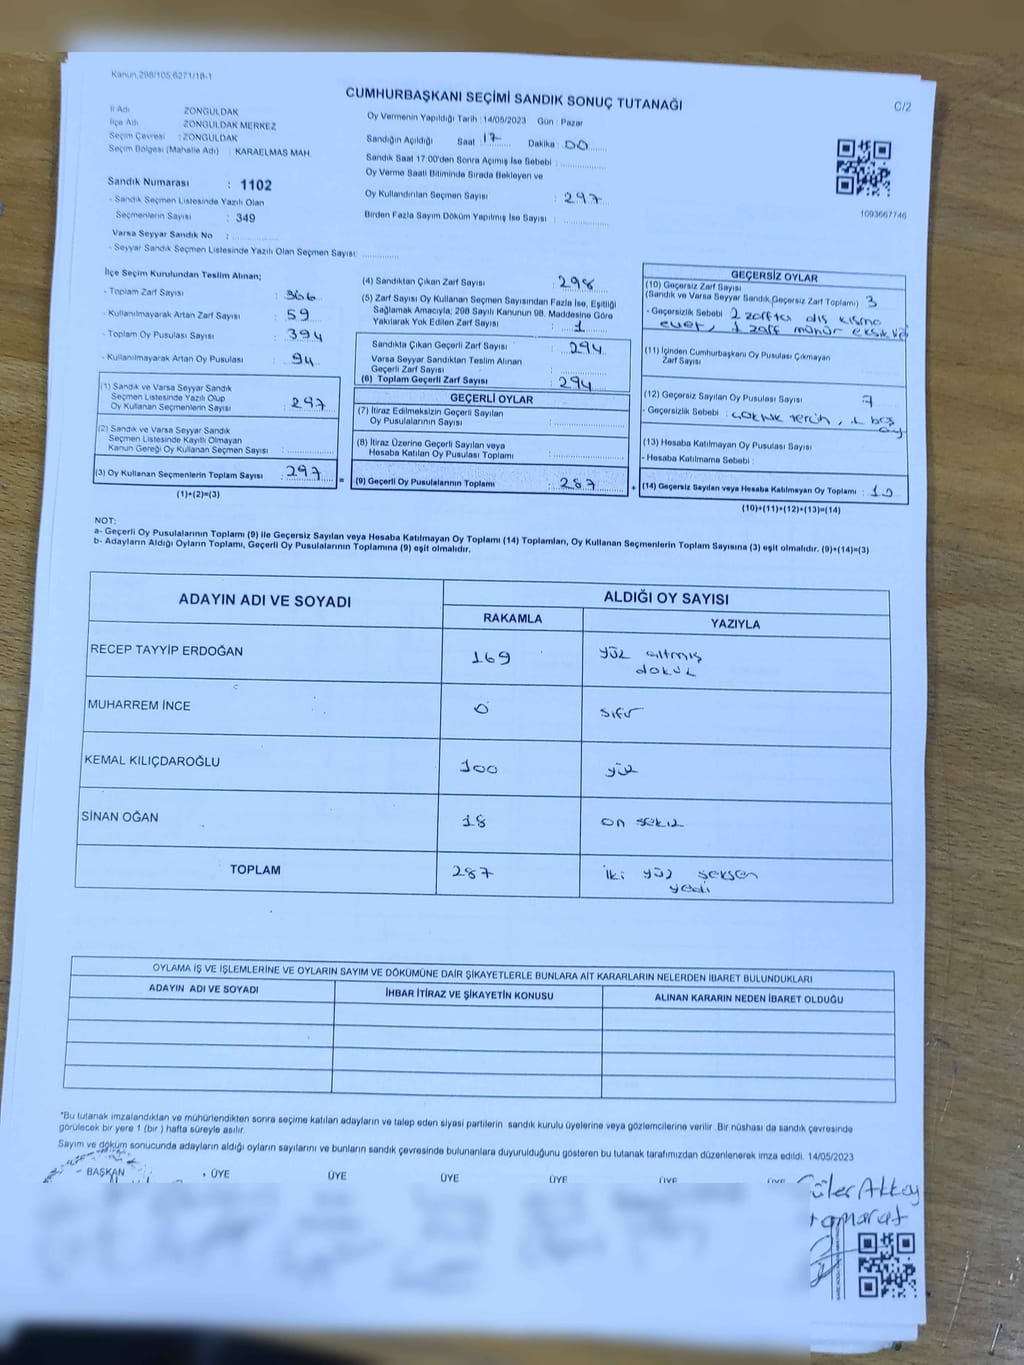 Kanun,298/105,6271/18-1
CUMHURBAŞKANI SEÇİMİ SANDIK SONUÇ TUTANAĞI
C/2
İl Adı ZONGULDAK
İlçe Adı ZONGULDAK MERKEZ
Seçim Çevresi : ZONGULDAK
Seçim Bölgesi (Mahalle Adı) : KARAELMAS MAH.
Oy Vermenin Yapıldığı Tarih : 14/05/2023 Gün : Pazar
Sandığın Açıldığı Saat 17 Dakika : 00
Sandık Saat 17:00'den Sonra Açımış İse Sebebi :
Oy Verme Saati Bitiminde Sırada Bekleyen ve
Oy Kullandırılan Seçmen Sayısı : 297
Birden Fazla Sayım Döküm Yapılmış İse Sayısı :
1093667746
Sandık Numarası : 1102
- Sandık Seçmen Listesinde Yazılı Olan
Seçmenlerin Sayısı : 349
Varsa Seyyar Sandık No :
- Seyyar Sandık Seçmen Listesinde Yazılı Olan Seçmen Sayısı:
İlçe Seçim Kurulundan Teslim Alınan;
- Toplam Zarf Sayısı : 366
- Kullanılmayarak Artan Zarf Sayısı : 59
- Toplam Oy Pusulası Sayısı : 394
- Kullanılmayarak Artan Oy Pusulası : 94
(1) Sandık ve Varsa Seyyar Sandık
Seçmen Listesinde Yazılı Olup
Oy Kullanan Seçmenlerin Sayısı : 297
(2) Sandık ve Varsa Seyyar Sandık
Seçmen Listesinde Kayıtlı Olmayan
Kanun Gereği Oy Kullanan Seçmen Sayısı :
(3) Oy Kullanan Seçmenlerin Toplam Sayısı : 297
(1)+(2)=(3)
(4) Sandıktan Çıkan Zarf Sayısı : 298
(5) Zarf Sayısı Oy Kullanan Seçmen Sayısından Fazla İse, Eşitliği
Sağlamak Amacıyla; 298 Sayılı Kanunun 98. Maddesine Göre
Yakılarak Yok Edilen Zarf Sayısı : 1
Sandıkta Çıkan Geçerli Zarf Sayısı : 294
Varsa Seyyar Sandıktan Teslim Alınan
Geçerli Zarf Sayısı :
(6) Toplam Geçerli Zarf Sayısı : 294
GEÇERLİ OYLAR
(7) İtiraz Edilmeksizin Geçerli Sayılan
Oy Pusulalarının Sayısı :
(8) İtiraz Üzerine Geçerli Sayılan veya
Hesaba Katılan Oy Pusulası Toplamı :
= (9) Geçerli Oy Pusulalarının Toplamı : 287
GEÇERSİZ OYLAR
(10) Geçersiz Zarf Sayısı
(Sandık ve Varsa Seyyar Sandık Geçersiz Zarf Toplamı) 3
- Geçersizlik Sebebi : 2 zarfta dış kısmı
evet, 1 zarf mühür eksik
(11) İçinden Cumhurbaşkanı Oy Pusulası Çıkmayan
Zarf Sayısı
(12) Geçersiz Sayılan Oy Pusulası Sayısı : 7
- Geçersizlik Sebebi : tercih, 1 boş
oy
(13) Hesaba Katılmayan Oy Pusulası Sayısı
- Hesaba Katılmama Sebebi :
+ (14) Geçersiz Sayılan veya Hesaba Katılmayan Oy Toplamı : 10
(10)+(11)+(12)+(13)=(14)
NOT:
a- Geçerli Oy Pusulalarının Toplamı (9) ile Geçersiz Sayılan veya Hesaba Katılmayan Oy Toplamı (14) Toplamları, Oy Kullanan Seçmenlerin Toplam Sayısına (3) eşit olmalıdır. (9)+(14)=(3)
b- Adayların Aldığı Oyların Toplamı, Geçerli Oy Pusulalarının Toplamına (9) eşit olmalıdır.
ADAYIN ADI VE SOYADI ALDIĞI OY SAYISI
RAKAMLA YAZIYLA
RECEP TAYYİP ERDOĞAN 169 yüz altmış
dokuz
MUHARREM İNCE 0 sıfır
KEMAL KILIÇDAROĞLU 100 yüz
SİNAN OĞAN 18 on sekiz
TOPLAM 287 iki yüz seksen
yedi
OYLAMA İŞ VE İŞLEMLERİNE VE OYLARIN SAYIM VE DÖKÜMÜNE DAİR ŞİKAYETLERLE BUNLARA AİT KARARLARIN NELERDEN İBARET BULUNDUKLARI
ADAYIN ADI VE SOYADI İHBAR İTİRAZ VE ŞİKAYETİN KONUSU ALINAN KARARIN NEDEN İBARET OLDUĞU
"Bu tutanak imzalandıktan ve mühürlendikten sonra seçime katılan adayların ve talep eden siyasi partilerin sandık kurulu üyelerine veya gözlemcilerine verilir .Bir nüshası da sandık çevresinde
görülecek bir yere 1 (bir ) hafta süreyle asılır.
Sayım ve döküm sonucunda adayların aldığı oyların sayılarını ve bunların sandık çevresinde bulunanlara duyurulduğunu gösteren bu tutanak tarafımızdan düzenlenerek imza edildi. 14/05/2023
BAŞKAN ÜYE ÜYE ÜYE ÜYE ÜYE ÜYE
Güler Akkoy